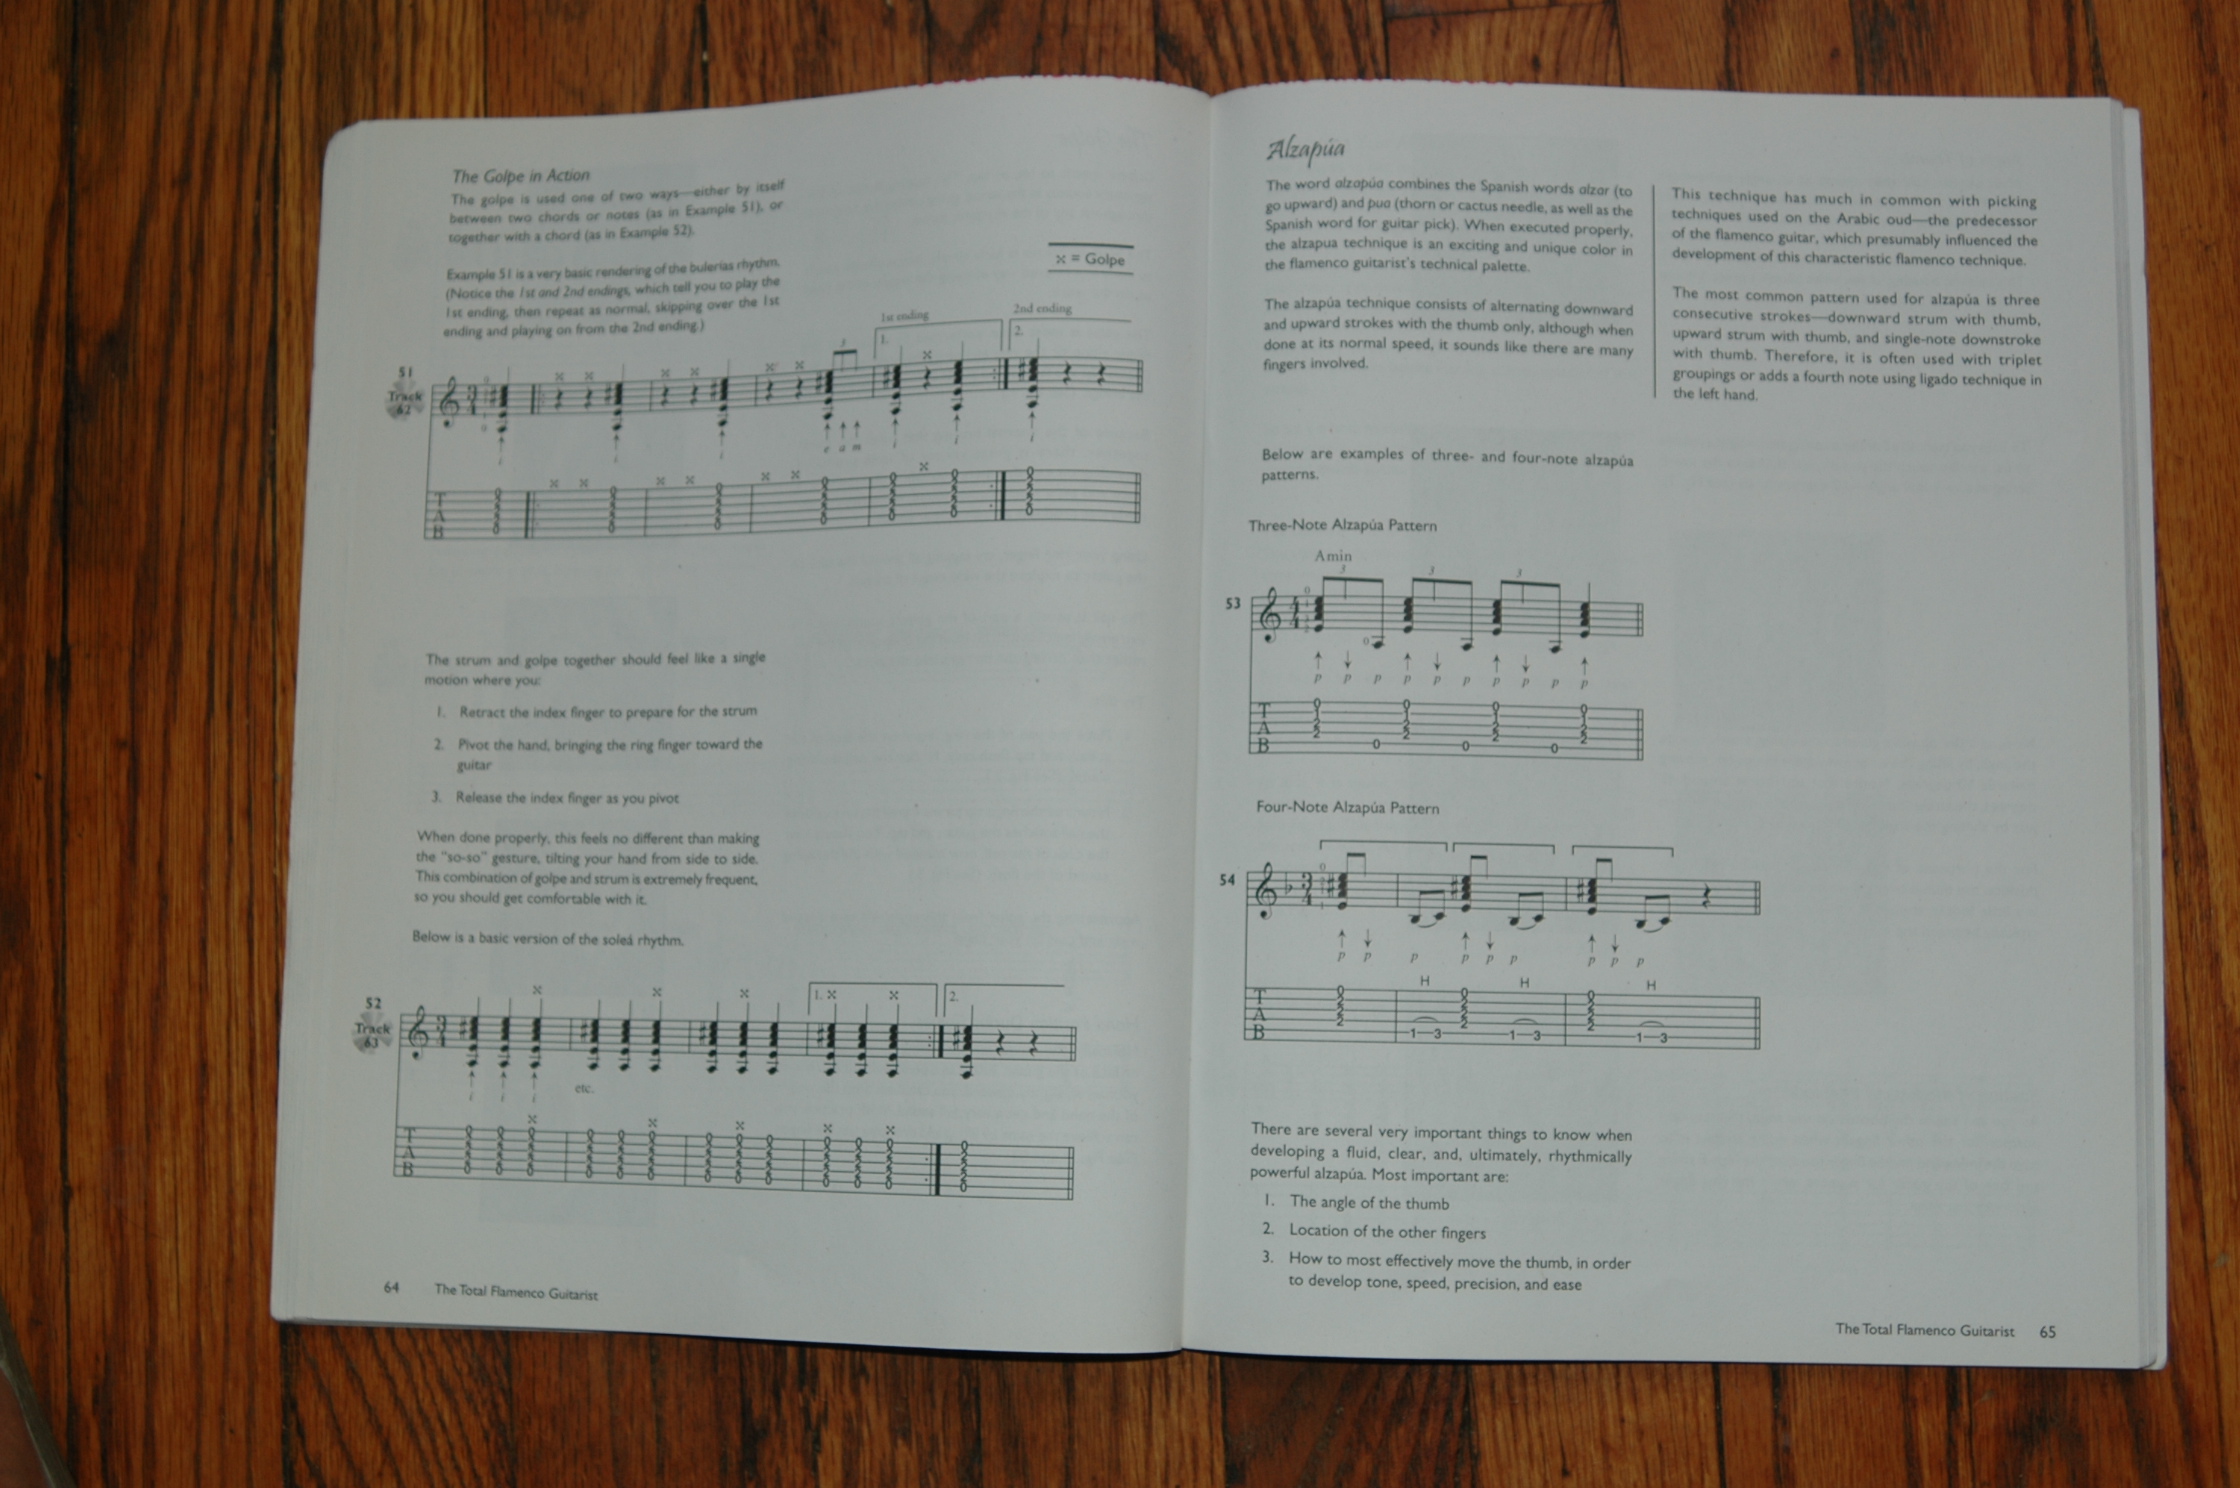 The Golpe in Action
The golpe is used one of two ways—either by itself
between two chords or notes (as in Example 51), or
together with a chord (as in Example 52).
x = Golpe
Example 51 is a very basic rendering of the bulerías rhythm.
(Notice the 1st and 2nd endings, which tell you to play the
1st ending, then repeat as normal, skipping over the 1st
ending and playing on from the 2nd ending.)
1st ending
2nd ending
1.
2.
51
Track
62
3
e a m
i
T
A
B
The strum and golpe together should feel like a single
motion where you:
1. Retract the index finger to prepare for the strum
2. Pivot the hand, bringing the ring finger toward the
guitar
3. Release the index finger as you pivot
When done properly, this feels no different than making
the "so-so" gesture, tilting your hand from side to side.
This combination of golpe and strum is extremely frequent,
so you should get comfortable with it.
Below is a basic version of the soleá rhythm.
1.
2.
52
Track
63
i i i
etc.
T
A
B
64 The Total Flamenco Guitarist
Alzapúa
The word alzapúa combines the Spanish words alzar (to
go upward) and pua (thorn or cactus needle, as well as the
Spanish word for guitar pick). When executed properly,
the alzapua technique is an exciting and unique color in
the flamenco guitarist's technical palette.
The alzapúa technique consists of alternating downward
and upward strokes with the thumb only, although when
done at its normal speed, it sounds like there are many
fingers involved.
This technique has much in common with picking
techniques used on the Arabic oud—the predecessor
of the flamenco guitar, which presumably influenced the
development of this characteristic flamenco technique.
The most common pattern used for alzapúa is three
consecutive strokes—downward strum with thumb,
upward strum with thumb, and single-note downstroke
with thumb. Therefore, it is often used with triplet
groupings or adds a fourth note using ligado technique in
the left hand.
Below are examples of three- and four-note alzapúa
patterns.
Three-Note Alzapúa Pattern
Amin
3 3 3
53
p p p p p p p p p p
T
A
B
0 0 0
Four-Note Alzapúa Pattern
54
p p p p p p p p p
H H H
T
A
B
1—3 1—3 1—3
There are several very important things to know when
developing a fluid, clear, and, ultimately, rhythmically
powerful alzapúa. Most important are:
1. The angle of the thumb
2. Location of the other fingers
3. How to most effectively move the thumb, in order
to develop tone, speed, precision, and ease
The Total Flamenco Guitarist 65